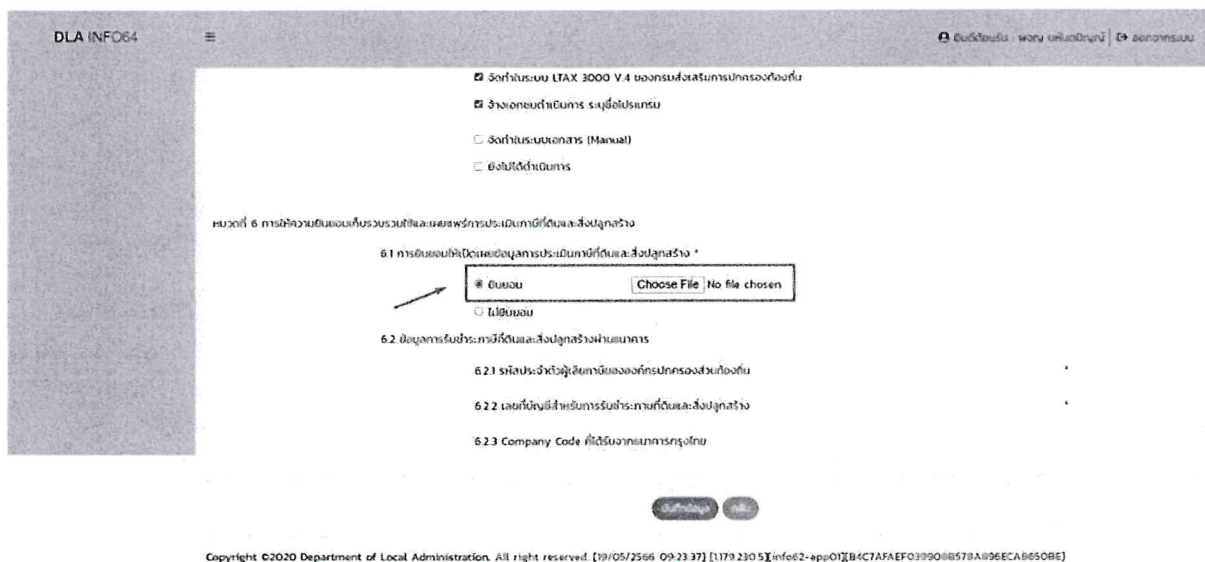 DLA INFO64
ยินดีต้อนรับ : ออกจากระบบ
จัดทำในระบบ LTAX 3000 V.4 ของกรมส่งเสริมการปกครองท้องถิ่น
จ้างเอกชนดำเนินการ ระบุชื่อโปรแกรม
จัดทำในระบบเอกสาร (Manual)
ยังไม่ได้ดำเนินการ
หมวดที่ 6 การให้ความยินยอมเก็บรวบรวมใช้และเผยแพร่การประเมินภาษีที่ดินและสิ่งปลูกสร้าง
6.1 การยินยอมให้เปิดเผยข้อมูลการประเมินภาษีที่ดินและสิ่งปลูกสร้าง *
ยินยอม Choose File No file chosen
ไม่ยินยอม
6.2 ข้อมูลการรับชำระภาษีที่ดินและสิ่งปลูกสร้างผ่านธนาคาร
6.2.1 รหัสประจำตัวผู้เสียภาษีขององค์กรปกครองส่วนท้องถิ่น *
6.2.2 เลขที่บัญชีสำหรับการรับชำระภาษีที่ดินและสิ่งปลูกสร้าง *
6.2.3 Company Code ที่ได้รับจากธนาคารกรุงไทย
บันทึกข้อมูล กลับ
Copyright ©2020 Department of Local Administration. All right reserved. [19/05/2566 09:23:37] [1.179.230.5]